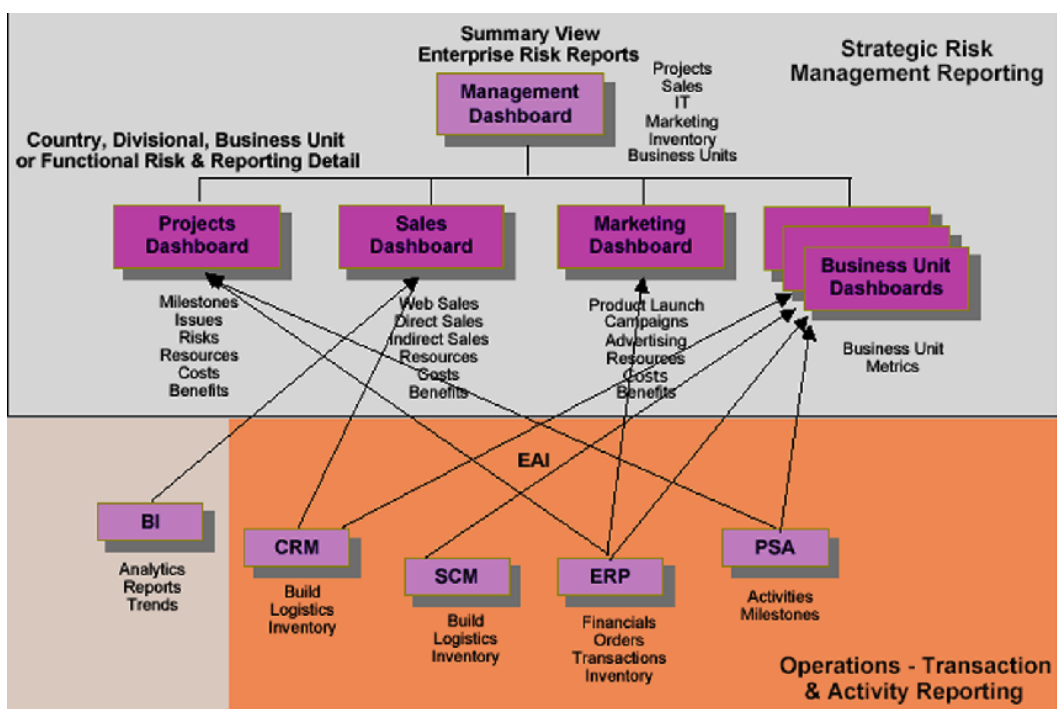 Summary View
Enterprise Risk Reports
Strategic Risk
Management Reporting
Management
Dashboard
Projects
Sales
IT
Marketing
Inventory
Business Units
Country, Divisional, Business Unit
or Functional Risk & Reporting Detail
Projects
Dashboard
Sales
Dashboard
Marketing
Dashboard
Business Unit
Dashboards
Milestones
Issues
Risks
Resources
Costs
Benefits
Web Sales
Direct Sales
Indirect Sales
Resources
Costs
Benefits
Product Launch
Campaigns
Advertising
Resources
Costs
Benefits
Business Unit
Metrics
EAI
BI
Analytics
Reports
Trends
CRM
Build
Logistics
Inventory
SCM
Build
Logistics
Inventory
ERP
Financials
Orders
Transactions
Inventory
PSA
Activities
Milestones
Operations - Transaction
& Activity Reporting